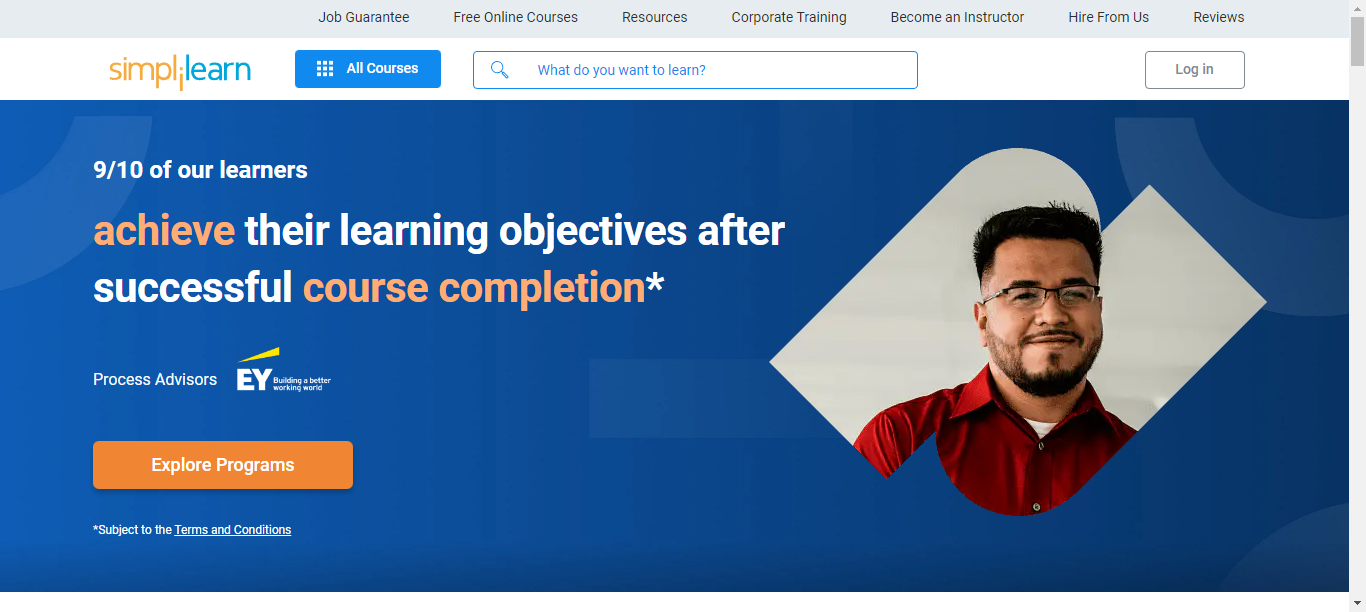 Job Guarantee Free Online Courses Resources Corporate Training Become an Instructor Hire From Us Reviews
simplilearn All Courses What do you want to learn? Log in
9/10 of our learners
achieve their learning objectives after
successful course completion*
Process Advisors EY Building a better
working world
Explore Programs
*Subject to the Terms and Conditions